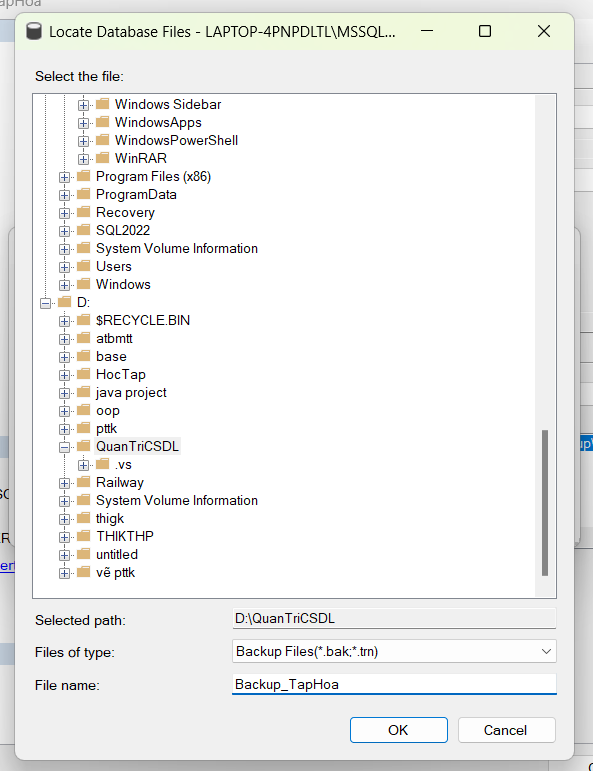 apHoa
Locate Database Files - LAPTOP-4PNPDLTL\MSSQL...
Select the file:
Windows Sidebar
WindowsApps
WindowsPowerShell
WinRAR
Program Files (x86)
ProgramData
Recovery
SQL2022
System Volume Information
Users
Windows
D:
$RECYCLE.BIN
atbmtt
base
HocTap
java project
oop
pttk
QuanTriCSDL
.vs
Railway
System Volume Information
thigk
THIKTHP
untitled
vẽ pttk
Selected path:
D:\QuanTriCSDL
Files of type:
Backup Files(*.bak;*.trn)
File name:
Backup_TapHoa
OK
Cancel